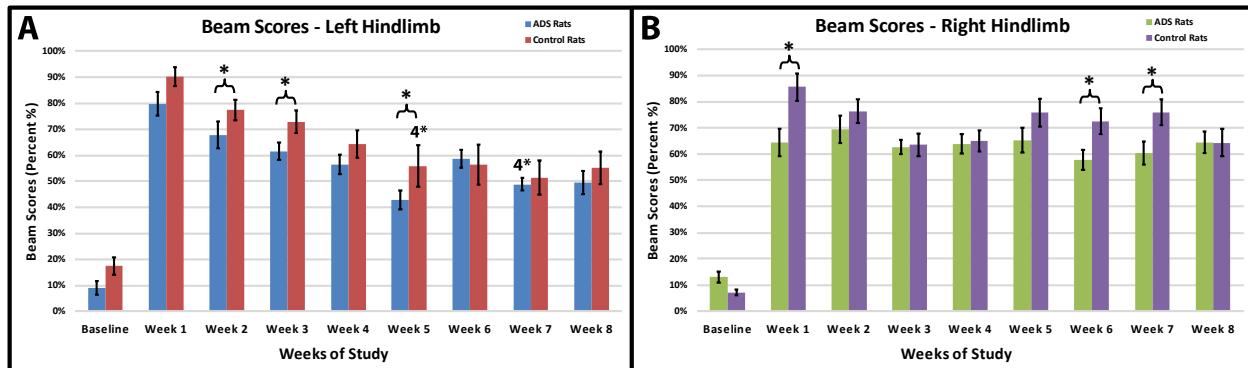 A
Beam Scores - Left Hindlimb
ADS Rats
Control Rats
Beam Scores (Percent %)
100%
90%
80%
70%
60%
50%
40%
30%
20%
10%
0%
*
*
*
4*
4*
Baseline Week 1 Week 2 Week 3 Week 4 Week 5 Week 6 Week 7 Week 8
Weeks of Study
B
Beam Scores - Right Hindlimb
ADS Rats
Control Rats
Beam Scores (Percent %)
100%
90%
80%
70%
60%
50%
40%
30%
20%
10%
0%
*
*
*
Baseline Week 1 Week 2 Week 3 Week 4 Week 5 Week 6 Week 7 Week 8
Weeks of Study